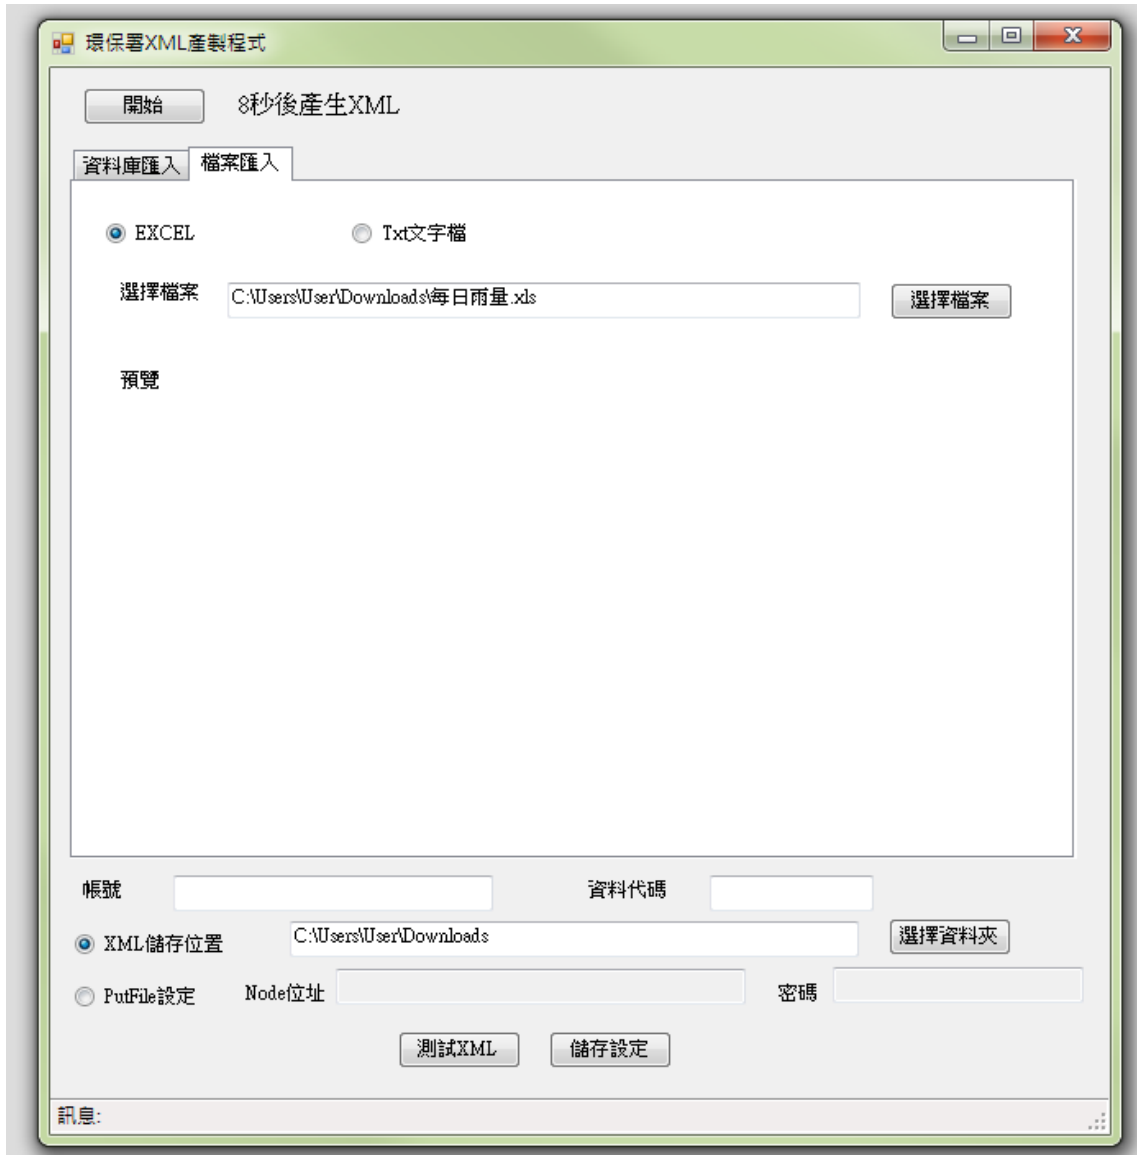 環保署XML產製程式
開始 8秒後產生XML
資料庫匯入 檔案匯入
EXCEL Txt文字檔
選擇檔案 C:\Users\User\Downloads\每日雨量.xls 選擇檔案
預覽
帳號 資料代碼
XML儲存位置 C:\Users\User\Downloads 選擇資料夾
PutFile設定 Node位址 密碼
測試XML 儲存設定
訊息: